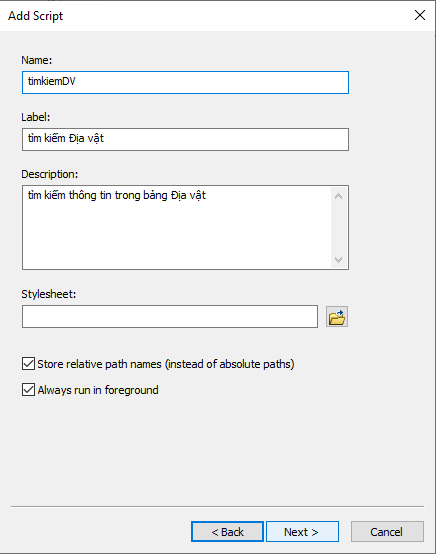 Add Script
Name:
timkiemDV
Label:
tìm kiếm Địa vật
Description:
tìm kiếm thông tin trong bảng Địa vật
Stylesheet:
Store relative path names (instead of absolute paths)
Always run in foreground
< Back Next > Cancel